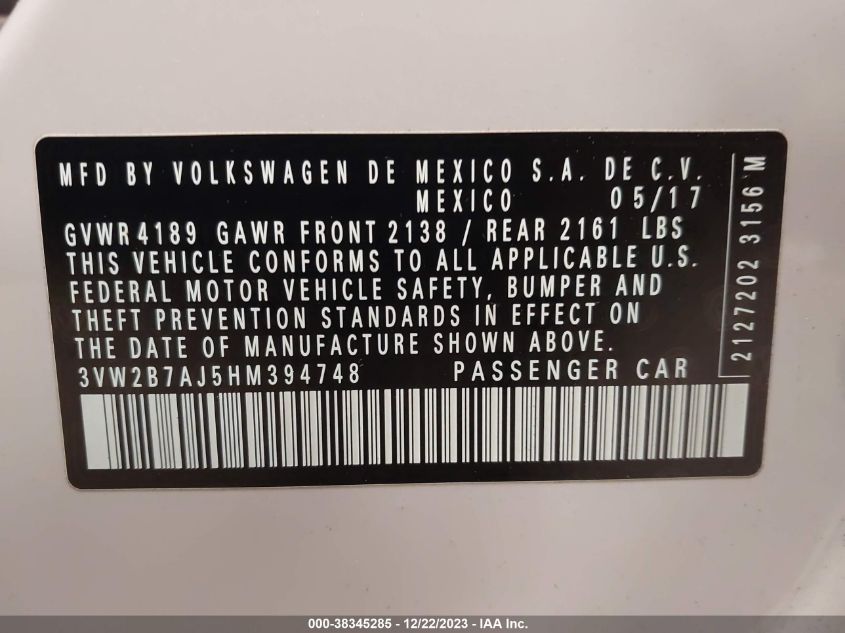 MFD BY VOLKSWAGEN DE MEXICO S.A. DE C.V.
MEXICO 05/17
GVWR 4189 GAWR FRONT 2138 / REAR 2161 LBS
THIS VEHICLE CONFORMS TO ALL APPLICABLE U.S.
FEDERAL MOTOR VEHICLE SAFETY, BUMPER AND
THEFT PREVENTION STANDARDS IN EFFECT ON
THE DATE OF MANUFACTURE SHOWN ABOVE.
3VW2B7AJ5HM394748 PASSENGER CAR
2127202 3156 M
000-38345285 - 12/22/2023 - IAA Inc.